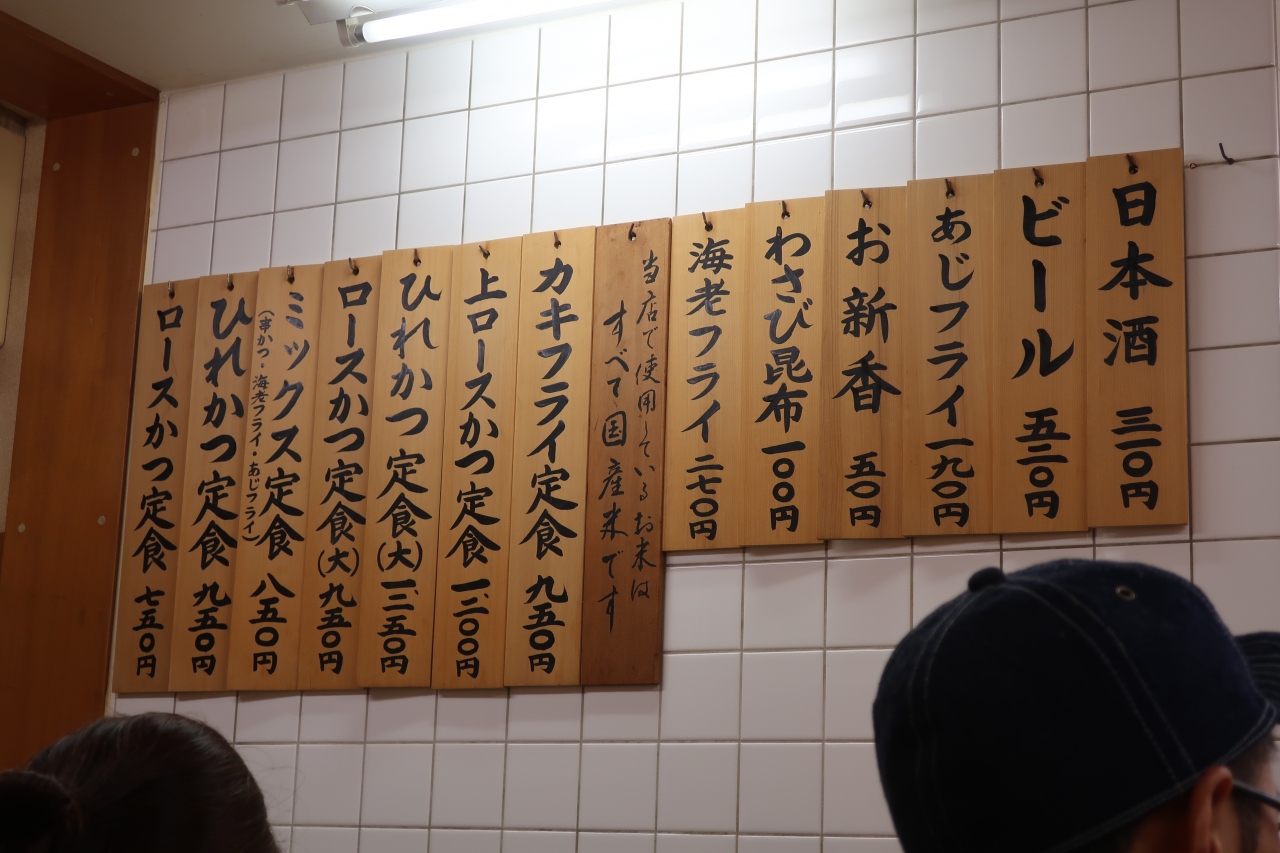 日本酒 三一〇円
ビール 五二〇円
あじフライ 一九〇円
お新香 五〇円
わさび昆布 一〇〇円
海老フライ 二七〇円
当店で使用しているお米は
すべて国産米です
カキフライ定食 九五〇円
上ロースかつ定食 一、二〇〇円
ひれかつ定食(大) 一、二五〇円
ロースかつ定食(大) 九五〇円
ミックス定食 八五〇円
(串かつ・海老フライ・あじフライ)
ひれかつ定食 九五〇円
ロースかつ定食 七五〇円